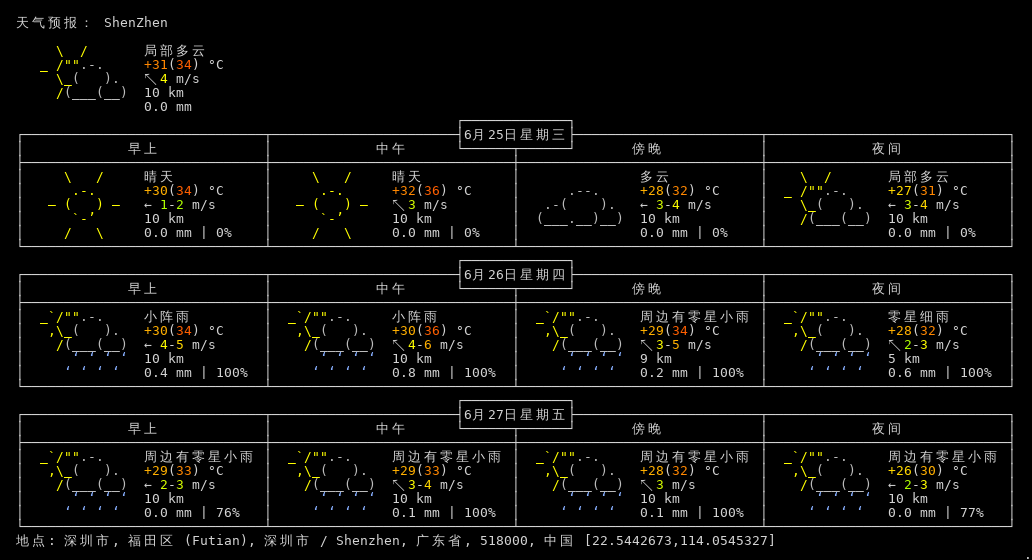 天气预报： ShenZhen
局部多云
+31(34) °C
↖ 4 m/s
10 km
0.0 mm
6月25日星期三
早上 中午 傍晚 夜间
晴天 晴天 多云 局部多云
+30(34) °C +32(36) °C +28(32) °C +27(31) °C
← 1-2 m/s ↖ 3 m/s ← 3-4 m/s ← 3-4 m/s
10 km 10 km 10 km 10 km
0.0 mm | 0% 0.0 mm | 0% 0.0 mm | 0% 0.0 mm | 0%
6月26日星期四
早上 中午 傍晚 夜间
小阵雨 小阵雨 周边有零星小雨 零星细雨
+30(34) °C +30(36) °C +29(34) °C +28(32) °C
← 4-5 m/s ↖ 4-6 m/s ↖ 3-5 m/s ↖ 2-3 m/s
10 km 10 km 9 km 5 km
0.4 mm | 100% 0.8 mm | 100% 0.2 mm | 100% 0.6 mm | 100%
6月27日星期五
早上 中午 傍晚 夜间
周边有零星小雨 周边有零星小雨 周边有零星小雨 周边有零星小雨
+29(33) °C +29(33) °C +28(32) °C +26(30) °C
← 2-3 m/s ↖ 3-4 m/s ↖ 3 m/s ← 2-3 m/s
10 km 10 km 10 km 10 km
0.0 mm | 76% 0.1 mm | 100% 0.1 mm | 100% 0.0 mm | 77%
地点: 深圳市, 福田区 (Futian), 深圳市 / Shenzhen, 广东省, 518000, 中国 [22.5442673,114.0545327]